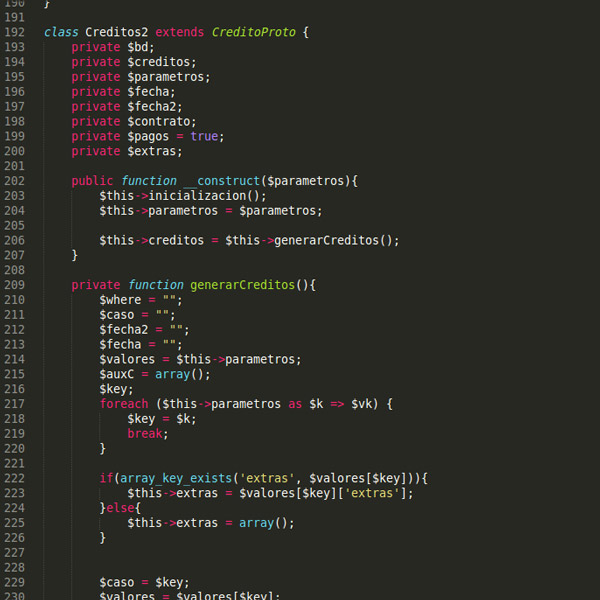 190 }
191
192 class Creditos2 extends CreditoProto {
193 private $bd;
194 private $creditos;
195 private $parametros;
196 private $fecha;
197 private $fecha2;
198 private $contrato;
199 private $pagos = true;
200 private $extras;
201
202 public function __construct($parametros){
203 $this->inicializacion();
204 $this->parametros = $parametros;
205
206 $this->creditos = $this->generarCreditos();
207 }
208
209 private function generarCreditos(){
210 $where = "";
211 $caso = "";
212 $fecha2 = "";
213 $fecha = "";
214 $valores = $this->parametros;
215 $auxC = array();
216 $key;
217 foreach ($this->parametros as $k => $vk) {
218 $key = $k;
219 break;
220 }
221
222 if(array_key_exists('extras', $valores[$key])){
223 $this->extras = $valores[$key]['extras'];
224 }else{
225 $this->extras = array();
226 }
227
228
229 $caso = $key;
230 $valores = $valores[$key];